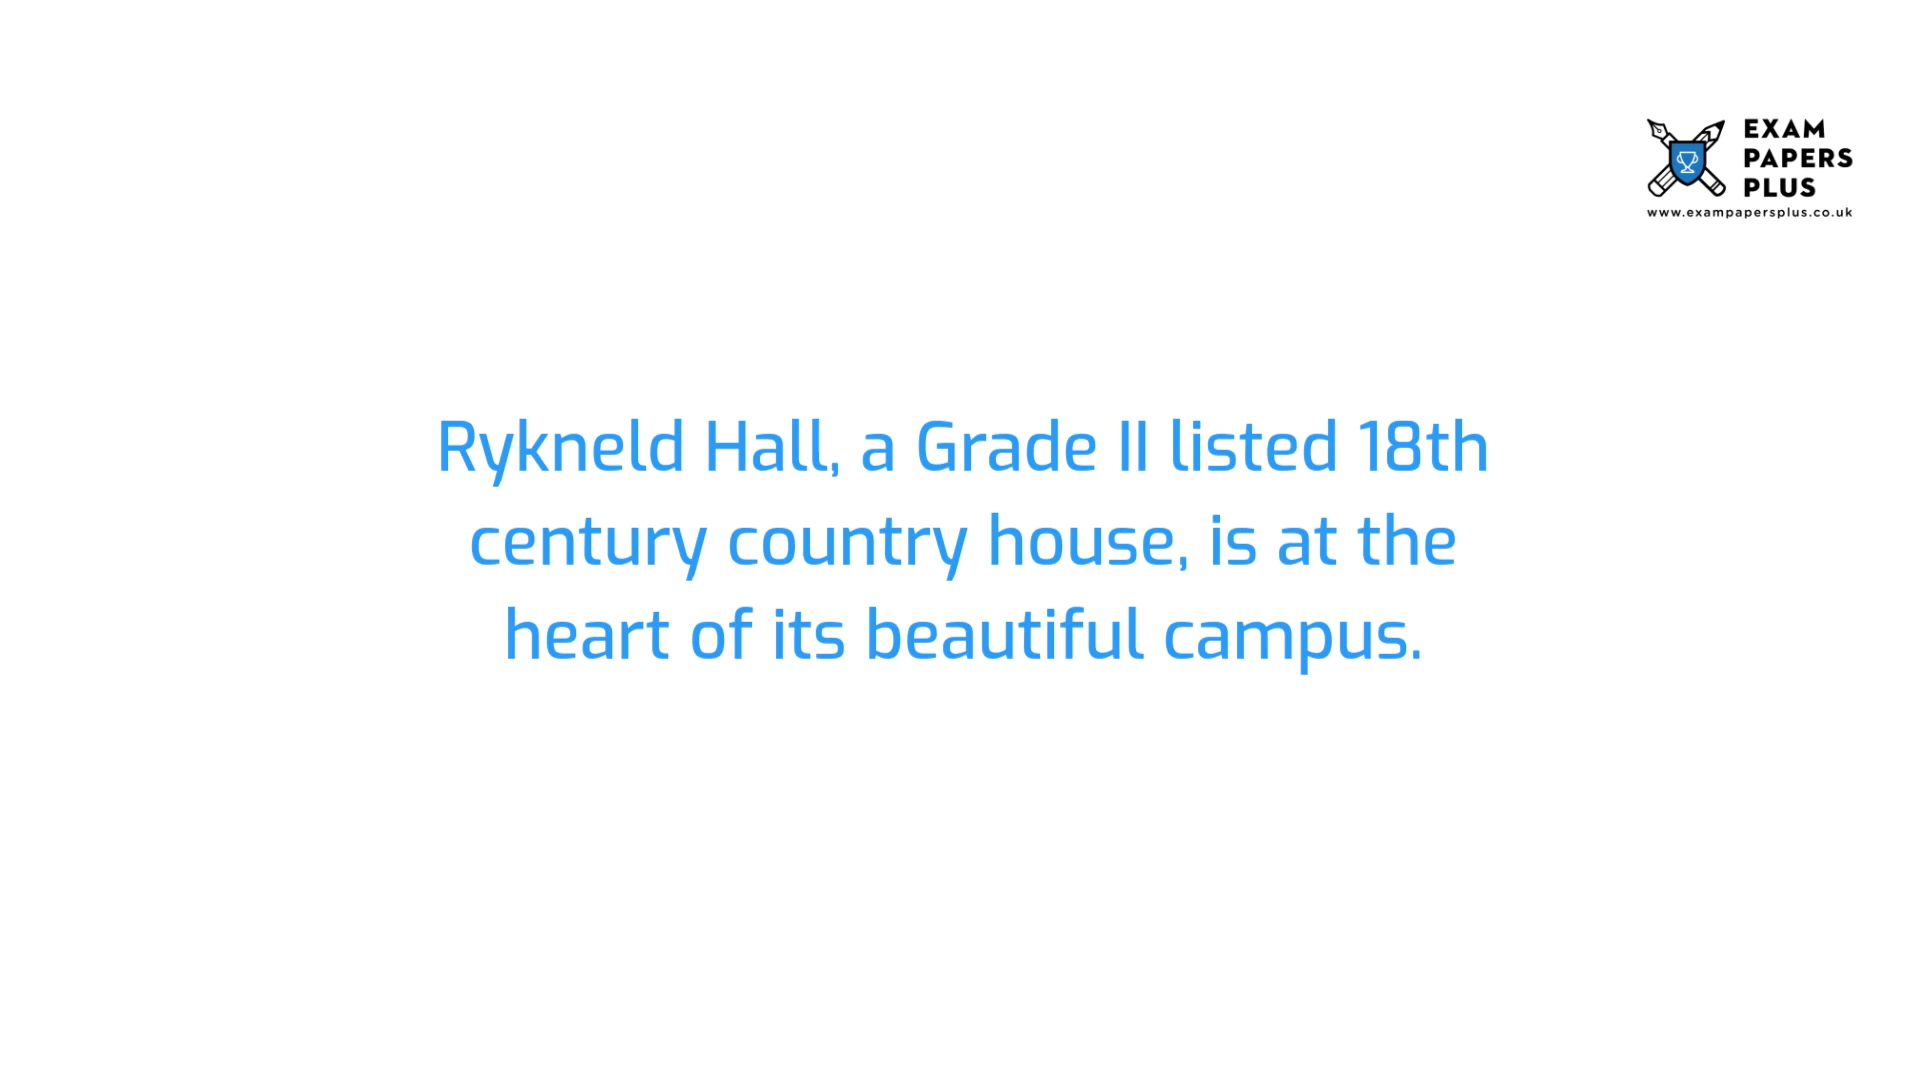 EXAM
PAPERS
PLUS
www.exampapersplus.co.uk
Rykneld Hall, a Grade II listed 18th
century country house, is at the
heart of its beautiful campus.